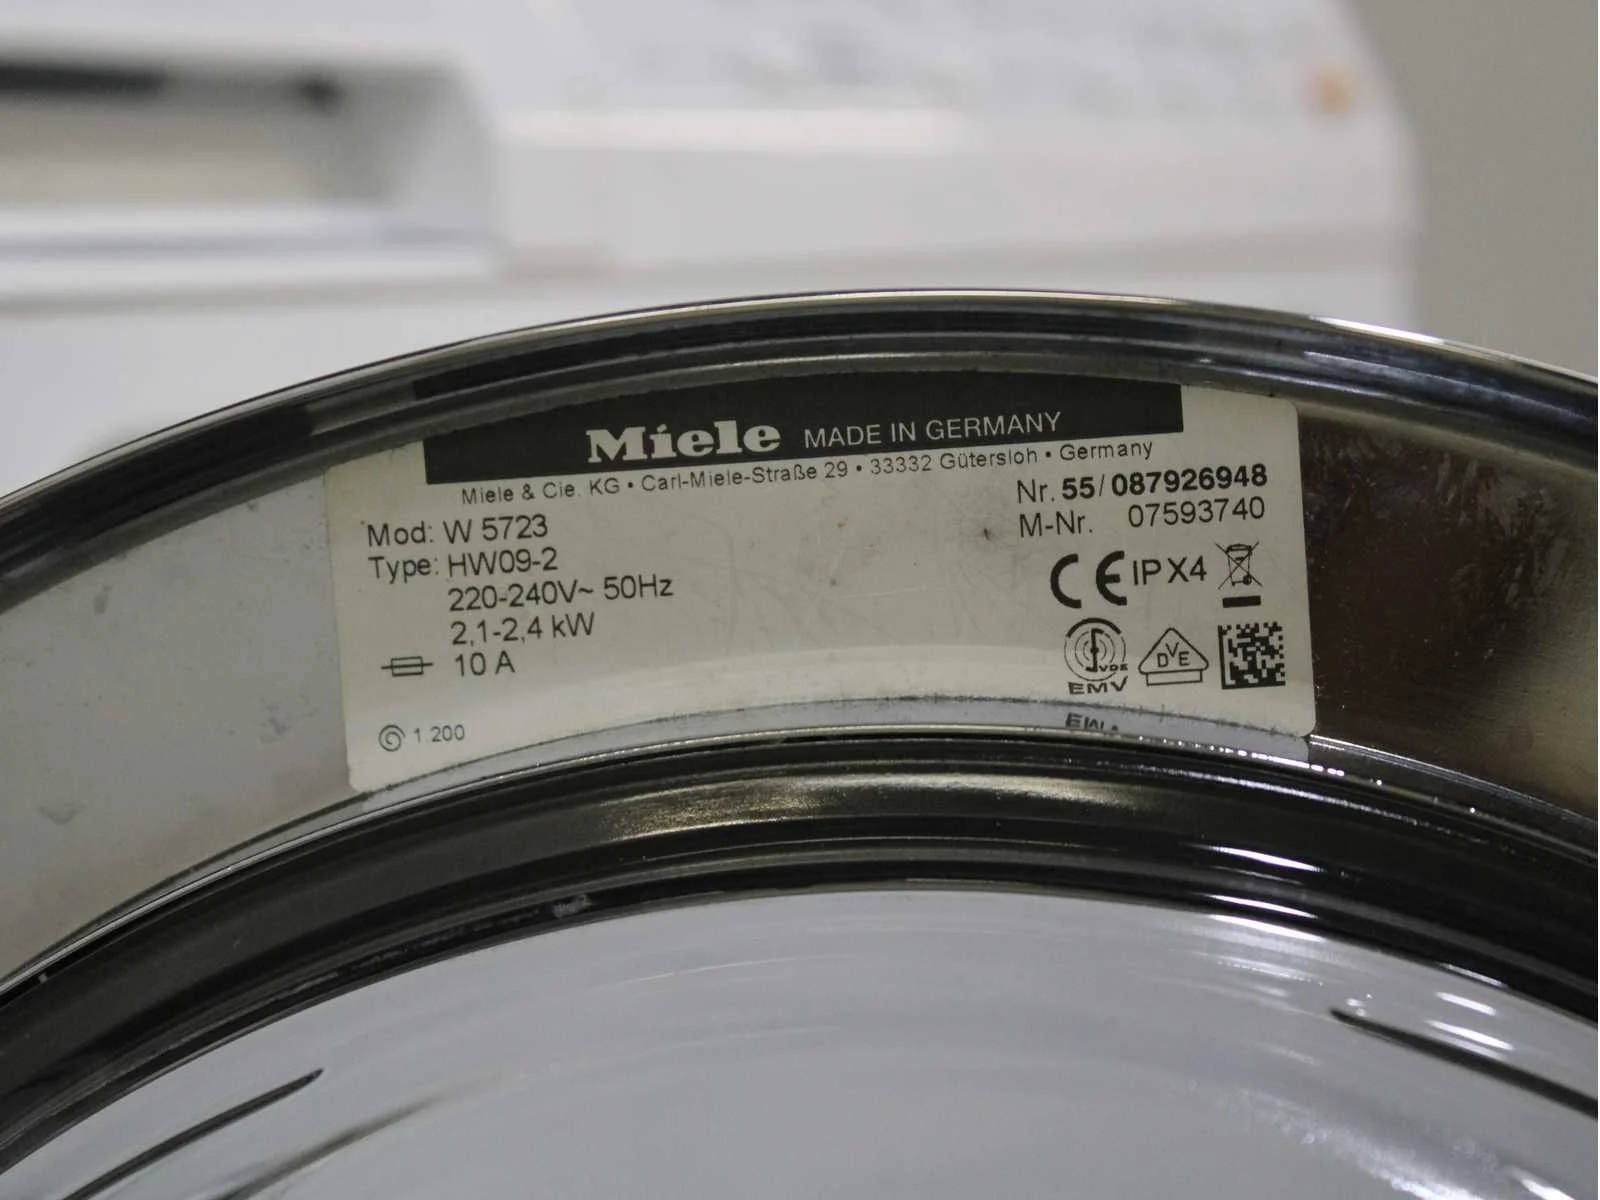 Miele MADE IN GERMANY
Miele & Cie. KG • Carl-Miele-Straße 29 • 33332 Gütersloh • Germany
Mod: W 5723
Type: HW09-2
220-240V~ 50Hz
2,1-2,4 kW
10 A
1.200
Nr. 55/087926948
M-Nr. 07593740
CE IPX4
VDE
EMV
DVE